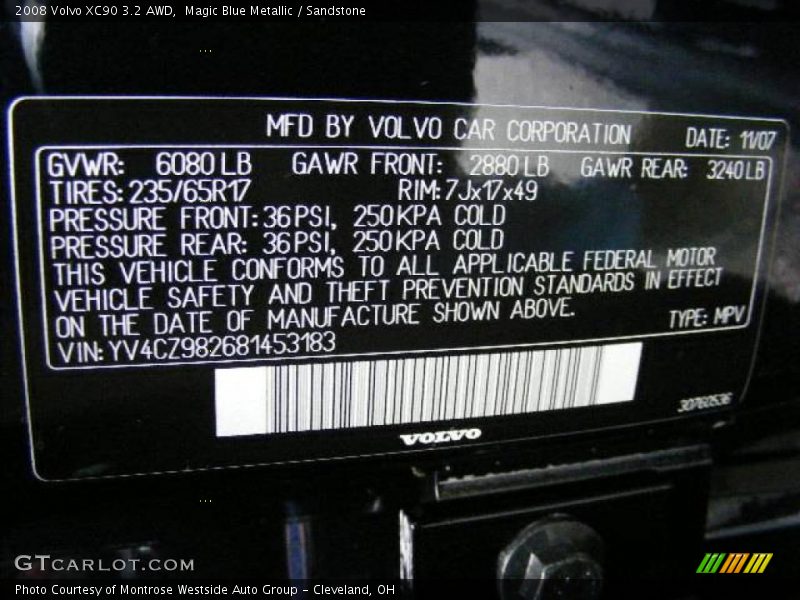 2008 Volvo XC90 3.2 AWD,  Magic Blue Metallic / Sandstone
...
MFD BY VOLVO CAR CORPORATION DATE: 11/07
GVWR: 6080 LB GAWR FRONT: 2880 LB GAWR REAR: 3240 LB
TIRES: 235/65R17 RIM: 7Jx17x49
PRESSURE FRONT: 36 PSI, 250 KPA COLD
PRESSURE REAR: 36 PSI, 250 KPA COLD
THIS VEHICLE CONFORMS TO ALL APPLICABLE FEDERAL MOTOR
VEHICLE SAFETY AND THEFT PREVENTION STANDARDS IN EFFECT
ON THE DATE OF MANUFACTURE SHOWN ABOVE.
TYPE: MPV
VIN: YV4CZ982681453183
30760536
VOLVO
...
GTCARLOT.COM
Photo Courtesy of Montrose Westside Auto Group - Cleveland, OH